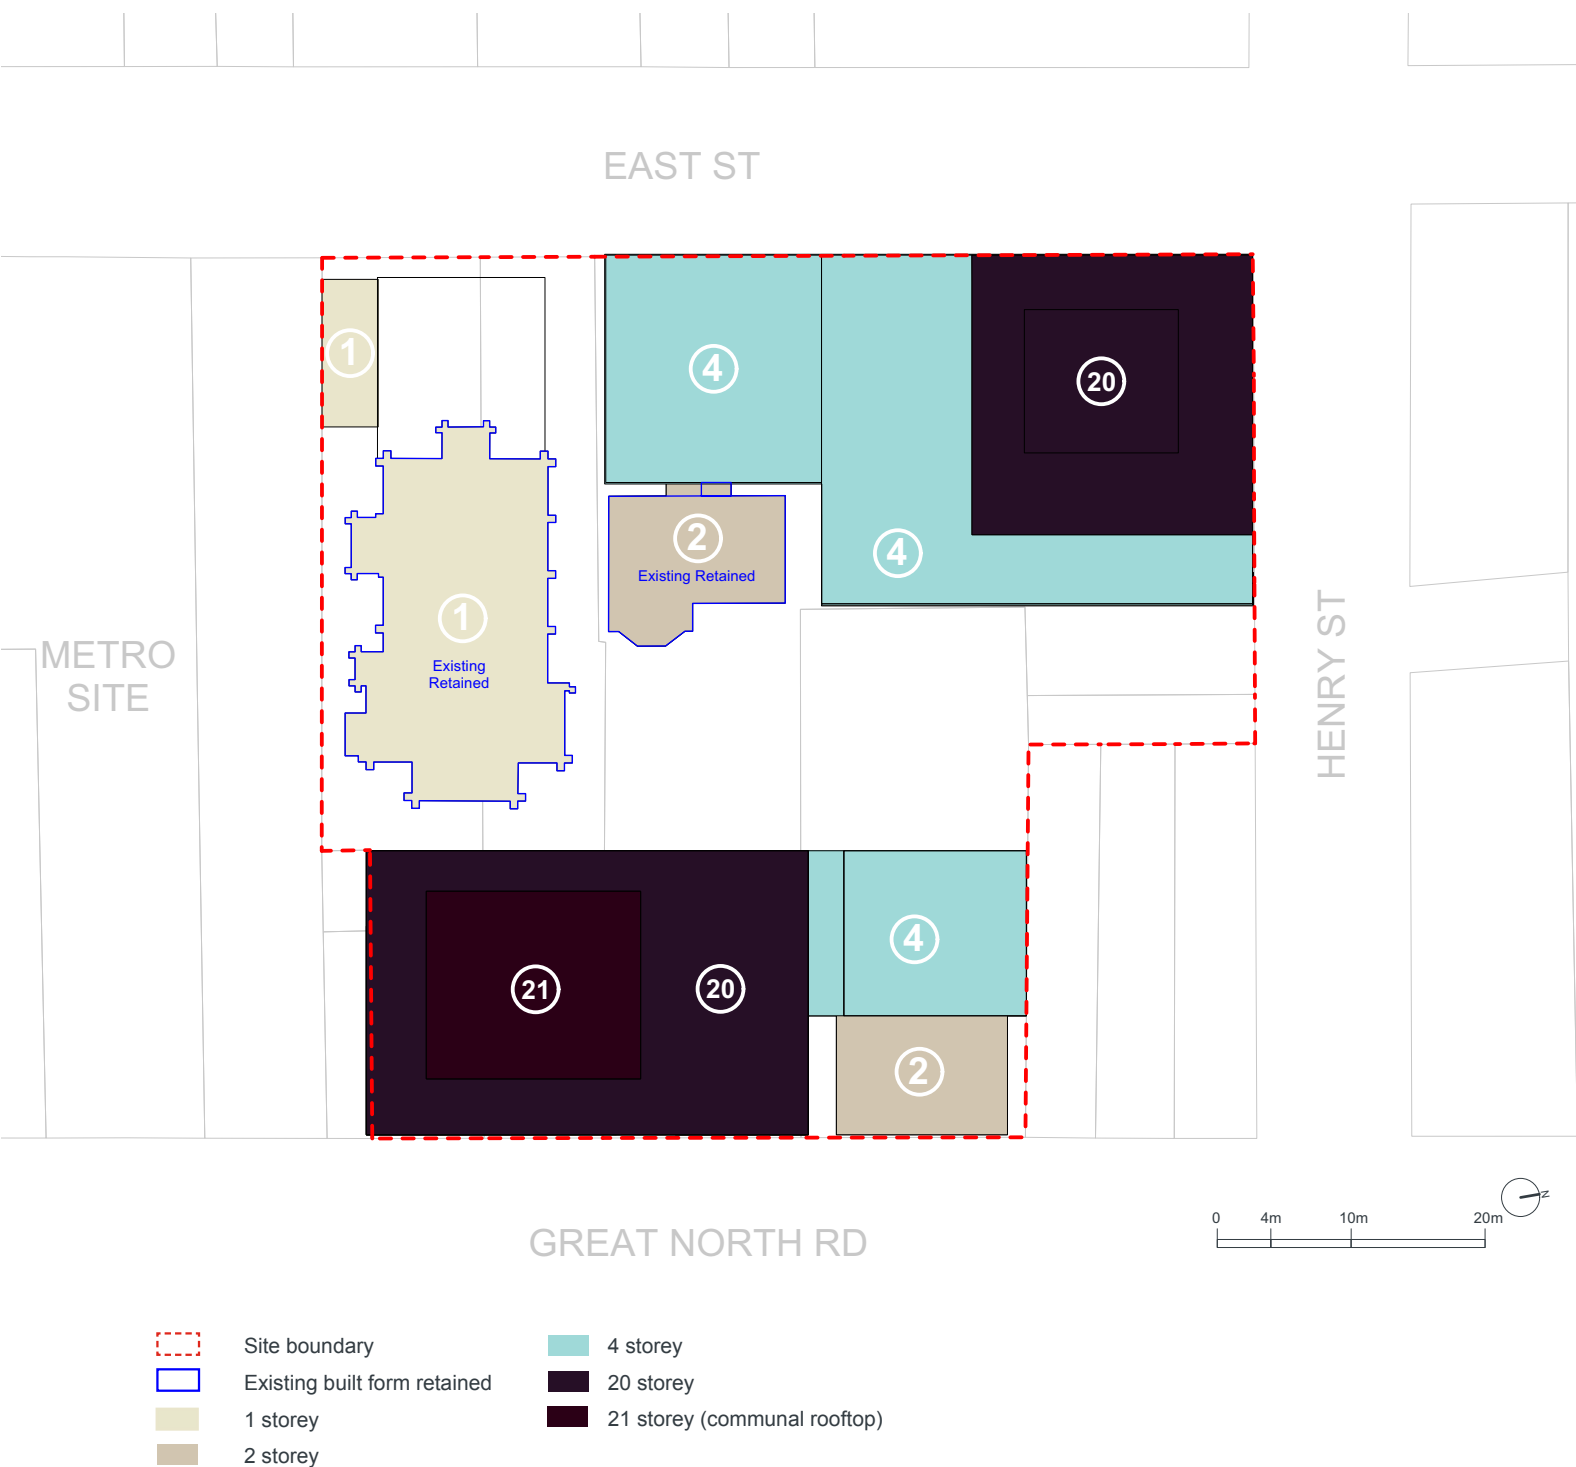 EAST ST
1
4
20
2
Existing Retained
4
1
Existing
Retained
METRO
SITE
HENRY ST
4
21
20
2
N
0 4m 10m 20m
GREAT NORTH RD
Site boundary
Existing built form retained
1 storey
2 storey
4 storey
20 storey
21 storey (communal rooftop)